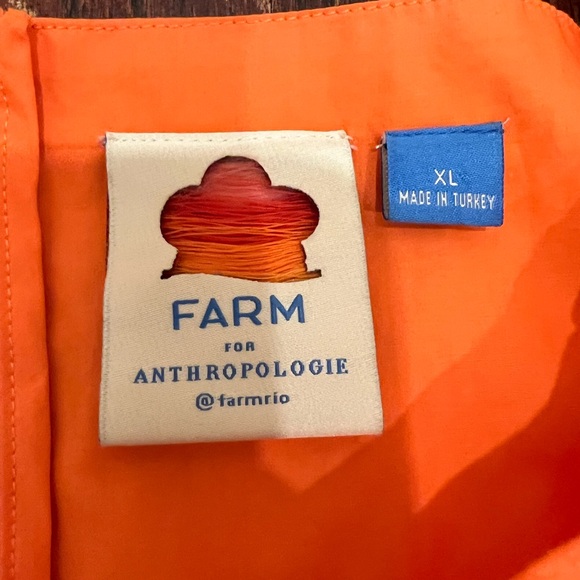 FARM
FOR
ANTHROPOLOGIE
@farmrio
XL
MADE IN TURKEY